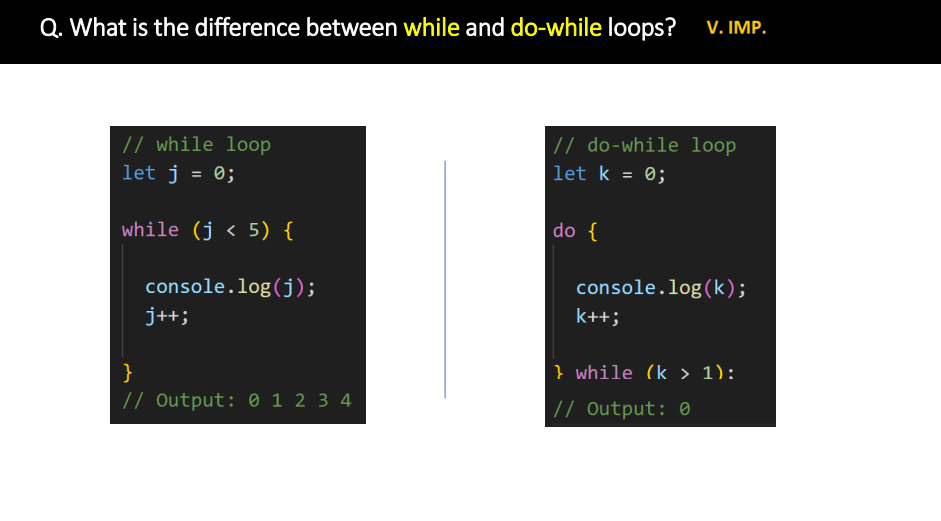 Q. What is the difference between while and do-while loops? V. IMP.
// while loop
let j = 0;
while (j < 5) {
console.log(j);
j++;
}
// Output: 0 1 2 3 4
// do-while loop
let k = 0;
do {
console.log(k);
k++;
} while (k > 1):
// Output: 0